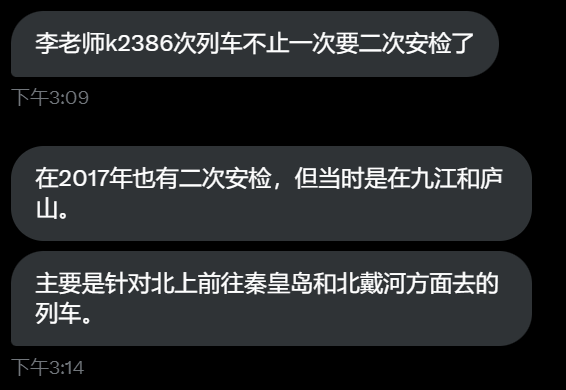 李老师k2386次列车不止一次要二次安检了
下午3:09
在2017年也有二次安检，但当时是在九江和庐
山。
主要是针对北上前往秦皇岛和北戴河方面去的
列车。
下午3:14